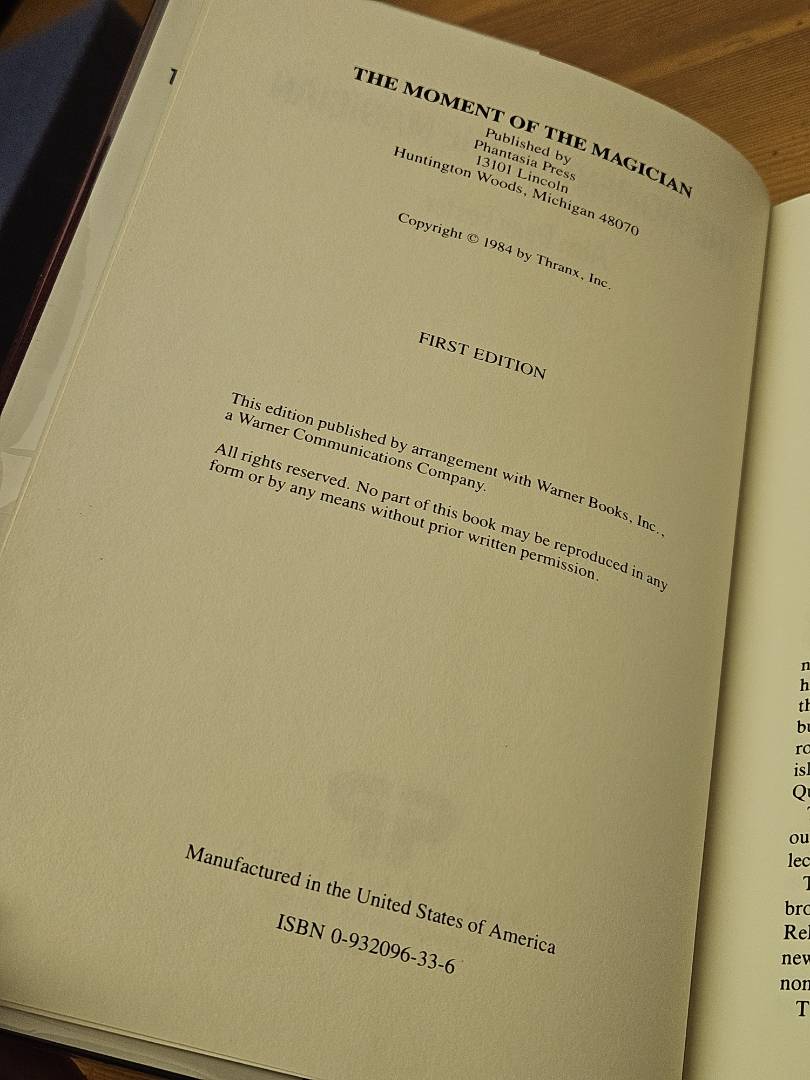 THE MOMENT OF THE MAGICIAN
Published by
Phantasia Press
13101 Lincoln
Huntington Woods, Michigan 48070
Copyright © 1984 by Thranx, Inc.
FIRST EDITION
This edition published by arrangement with Warner Books, Inc.,
a Warner Communications Company.
All rights reserved. No part of this book may be reproduced in any
form or by any means without prior written permission.
Manufactured in the United States of America
ISBN 0-932096-33-6